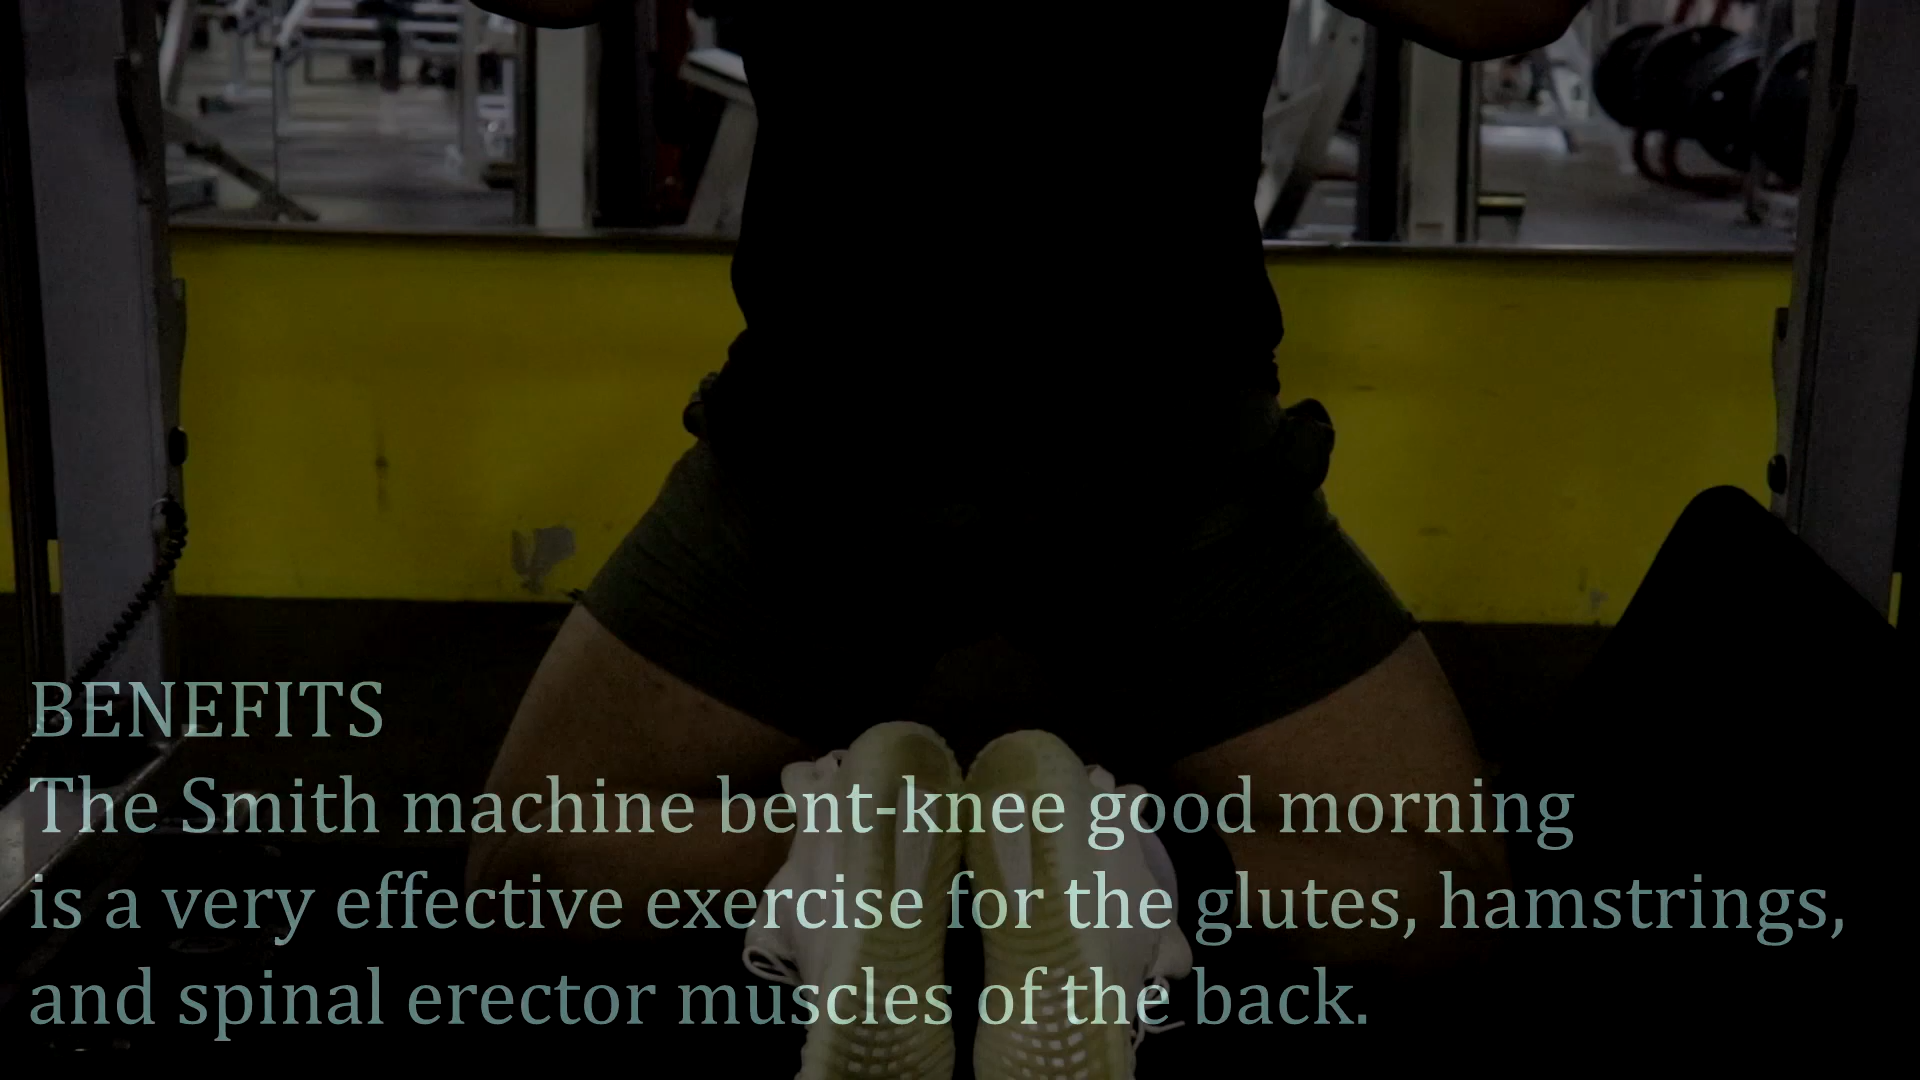 BENEFITS
The Smith machine bent-knee good morning
is a very effective exercise for the glutes, hamstrings,
and spinal erector muscles of the back.